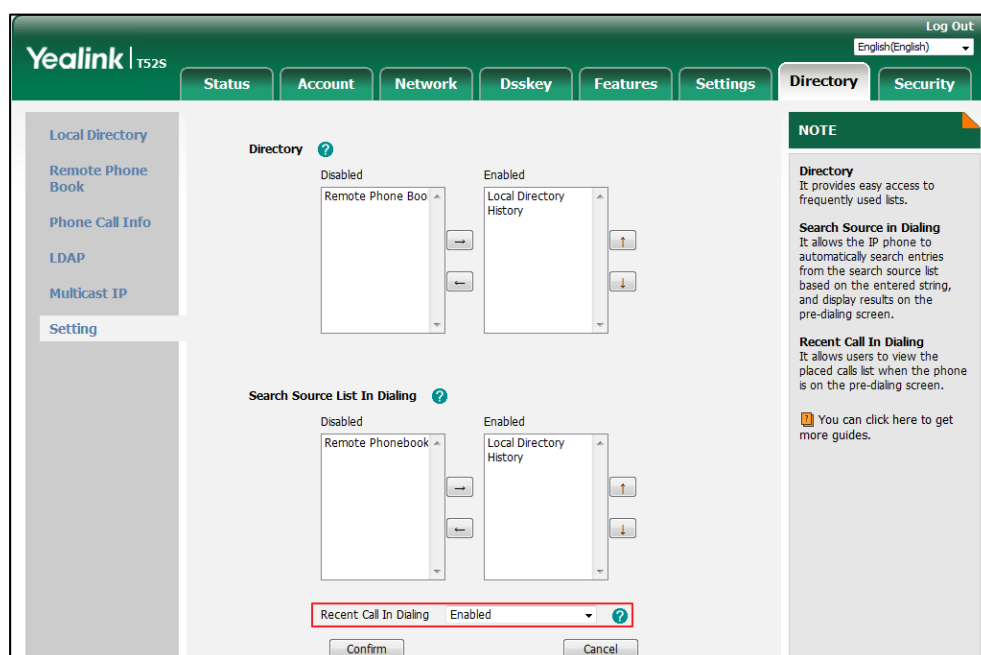 Log Out
Yealink | T52S
English(English)
Status
Account
Network
Dsskey
Features
Settings
Directory
Security
Local Directory
Remote Phone
Book
Phone Call Info
LDAP
Multicast IP
Setting
Directory ?
Disabled
Enabled
Remote Phone Boo
Local Directory
History
→
←
↑
↓
Search Source List In Dialing ?
Disabled
Enabled
Remote Phonebook
Local Directory
History
→
←
↑
↓
Recent Call In Dialing Enabled ?
Confirm
Cancel
NOTE
Directory
It provides easy access to
frequently used lists.
Search Source in Dialing
It allows the IP phone to
automatically search entries
from the search source list
based on the entered string,
and display results on the
pre-dialing screen.
Recent Call In Dialing
It allows users to view the
placed calls list when the phone
is on the pre-dialing screen.
? You can click here to get
more guides.